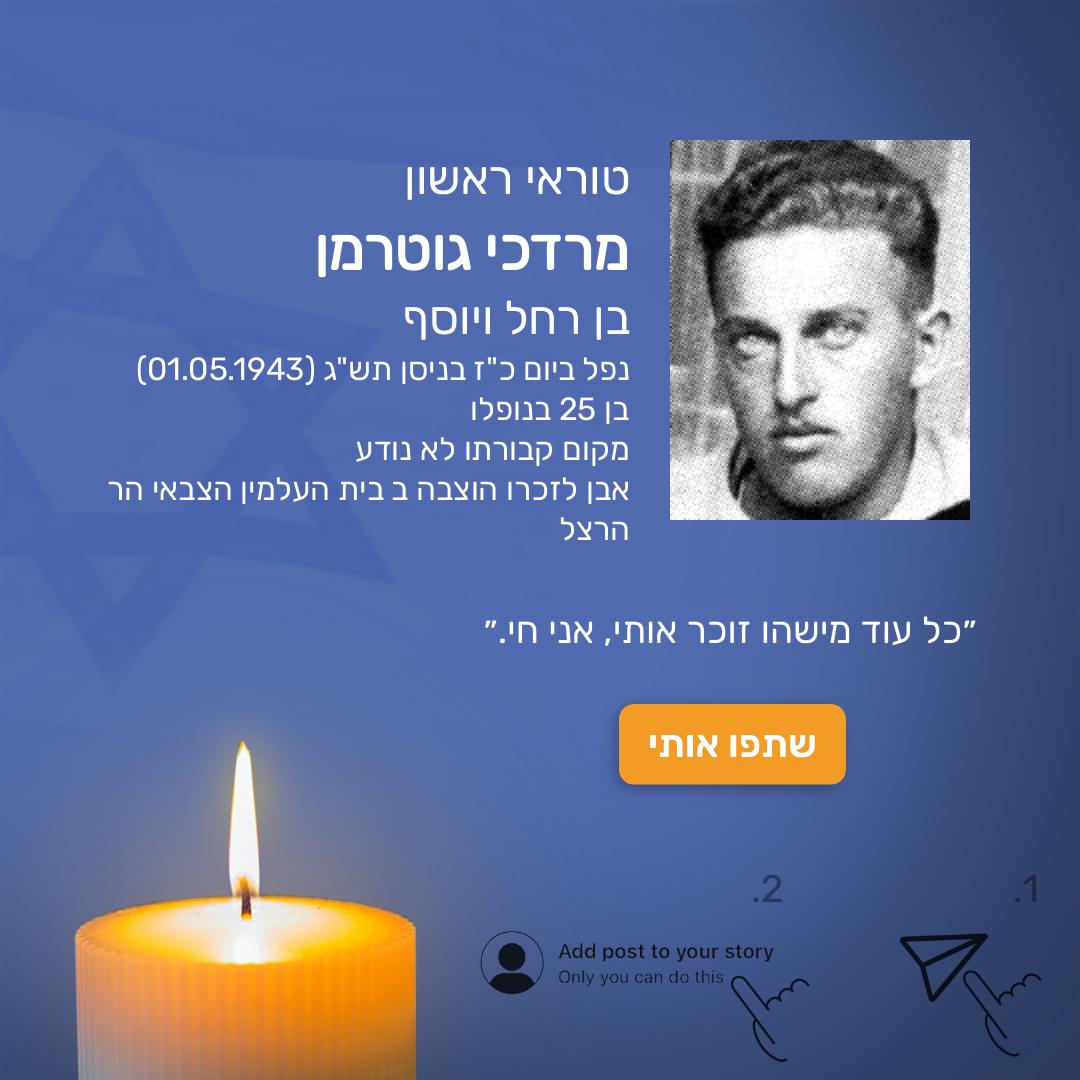 טוראי ראשון
מרדכי גוטרמן
בן רחל ויוסף
נפל ביום כ"ז בניסן תש"ג (01.05.1943)
בן 25 בנופלו
מקום קבורתו לא נודע
אבן לזכרו הוצבה ב בית העלמין הצבאי הר
הרצל
״כל עוד מישהו זוכר אותי, אני חי.״
שתפו אותי
.1
.2
Add post to your story
Only you can do this